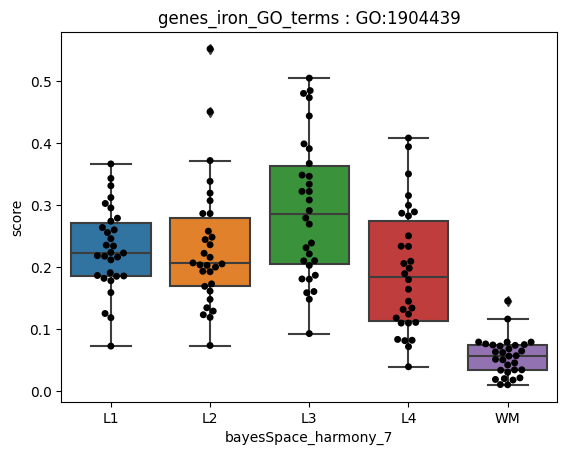 genes_iron_GO_terms : GO:1904439
score
0.5
0.4
0.3
0.2
0.1
0.0
L1 L2 L3 L4 WM
bayesSpace_harmony_7